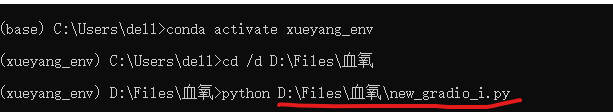 (base) C:\Users\dell>conda activate xueyang_env
(xueyang_env) C:\Users\dell>cd /d D:\Files\血氧
(xueyang_env) D:\Files\血氧>python D:\Files\血氧\new_gradio_i.py